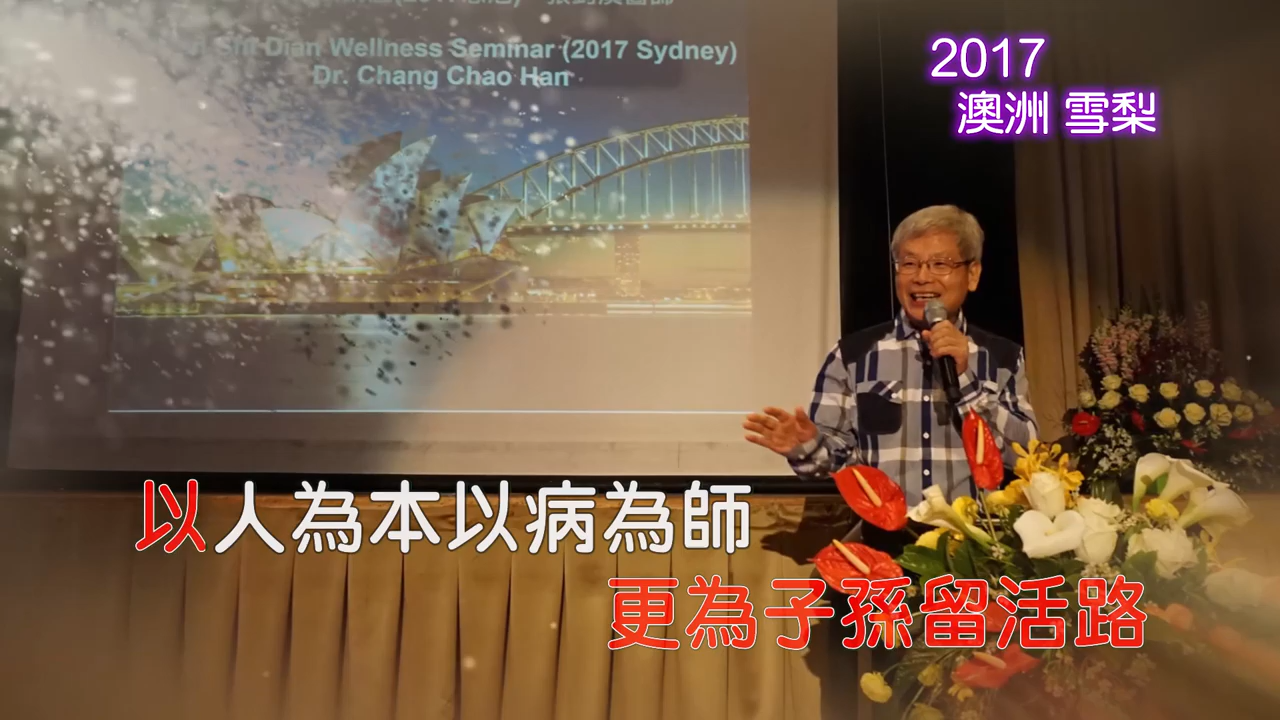 2017
澳洲 雪梨
Shi Dian Wellness Seminar (2017 Sydney)
Dr. Chang Chao Han
以人為本以病為師
更為子孫留活路